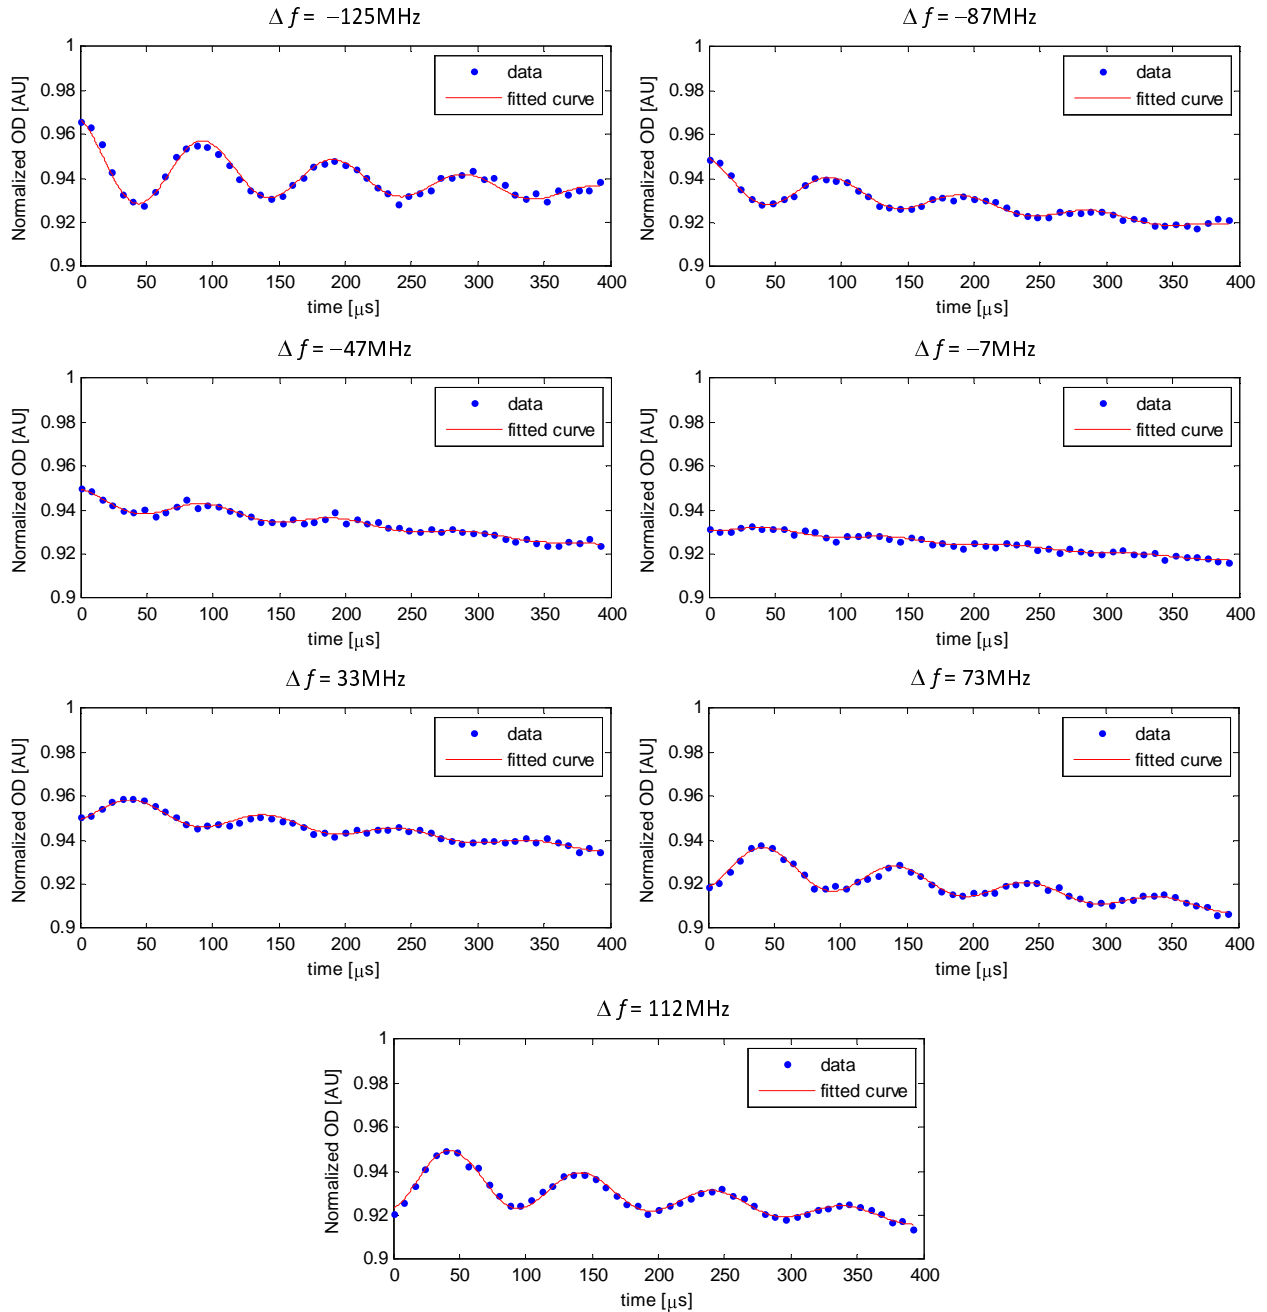 Δ f = −125MHz
Δ f = −87MHz
1
0.98
0.96
0.94
0.92
0.9
Normalized OD [AU]
data
fitted curve
0 50 100 150 200 250 300 350 400
time [μs]
1
0.98
0.96
0.94
0.92
0.9
Normalized OD [AU]
data
fitted curve
0 50 100 150 200 250 300 350 400
time [μs]
Δ f = −47MHz
Δ f = −7MHz
1
0.98
0.96
0.94
0.92
0.9
Normalized OD [AU]
data
fitted curve
0 50 100 150 200 250 300 350 400
time [μs]
1
0.98
0.96
0.94
0.92
0.9
Normalized OD [AU]
data
fitted curve
0 50 100 150 200 250 300 350 400
time [μs]
Δ f = 33MHz
Δ f = 73MHz
1
0.98
0.96
0.94
0.92
0.9
Normalized OD [AU]
data
fitted curve
0 50 100 150 200 250 300 350 400
time [μs]
1
0.98
0.96
0.94
0.92
0.9
Normalized OD [AU]
data
fitted curve
0 50 100 150 200 250 300 350 400
time [μs]
Δ f = 112MHz
1
0.98
0.96
0.94
0.92
0.9
Normalized OD [AU]
data
fitted curve
0 50 100 150 200 250 300 350 400
time [μs]